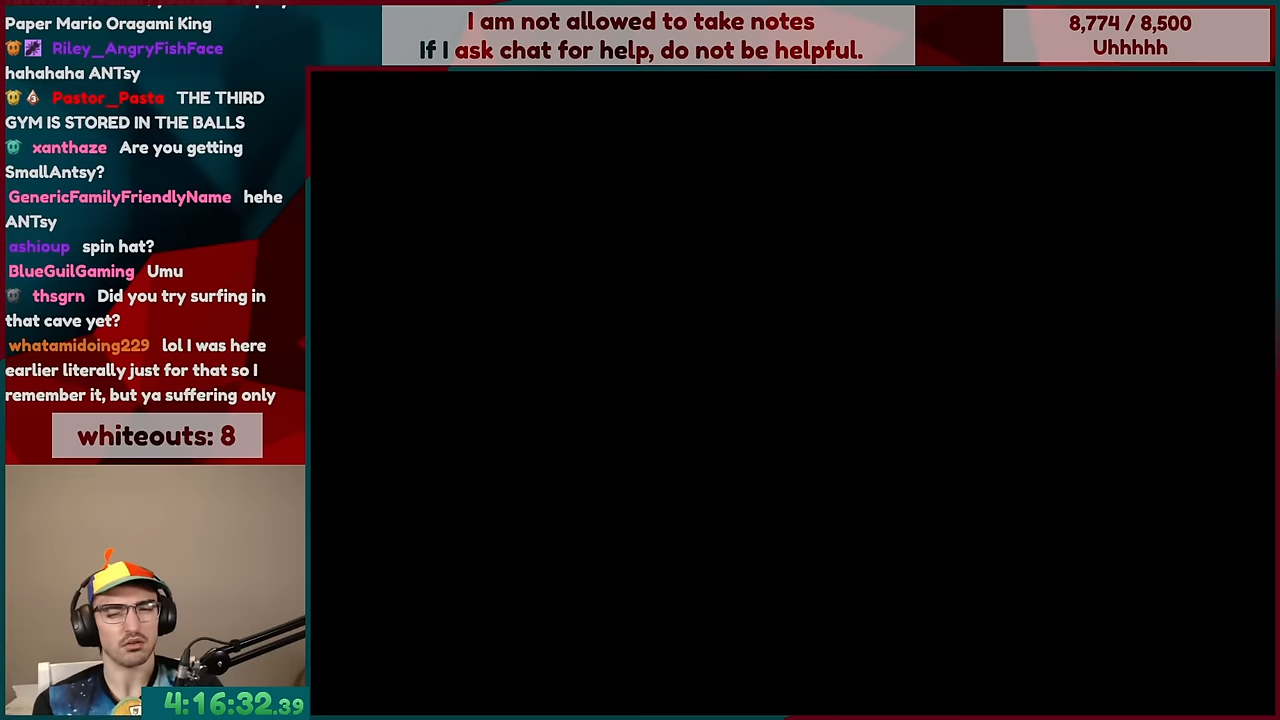 Paper Mario Oragami King
Riley_AngryFishFace
hahahaha ANTsy
Pastor_Pasta THE THIRD
GYM IS STORED IN THE BALLS
xanthaze Are you getting
SmallAntsy?
GenericFamilyFriendlyName hehe
ANTsy
ashioup spin hat?
BlueGuilGaming Umu
thsgrn Did you try surfing in
that cave yet?
whatamidoing229 lol I was here
earlier literally just for that so I
remember it, but ya suffering only
whiteouts: 8
4:16:32.39
I am not allowed to take notes
If I ask chat for help, do not be helpful.
8,774 / 8,500
Uhhhhh